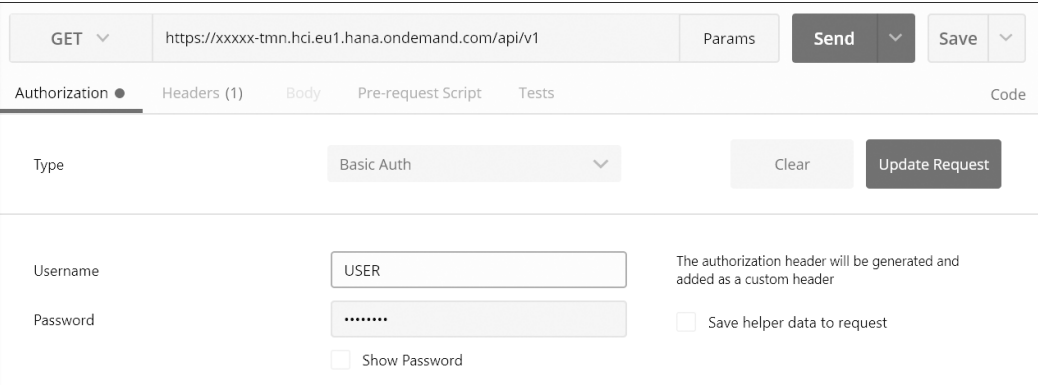 GET https://xxxxx-tmn.hci.eu1.hana.ondemand.com/api/v1 Params Send Save
Authorization Headers (1) Body Pre-request Script Tests Code
Type Basic Auth Clear Update Request
Username USER
The authorization header will be generated and
added as a custom header
Password ••••••••
Save helper data to request
Show Password